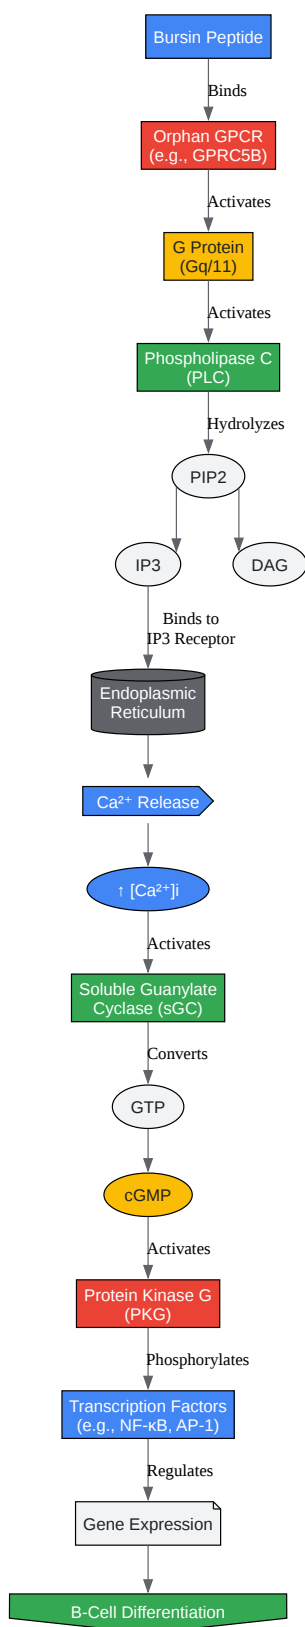 Bursin Peptide
Binds
Orphan GPCR
(e.g., GPRC5B)
Activates
G Protein
(Gq/11)
Activates
Phospholipase C
(PLC)
Hydrolyzes
PIP2
IP3
DAG
Binds to
IP3 Receptor
Endoplasmic
Reticulum
Ca²⁺ Release
↑ [Ca²⁺]i
Activates
Soluble Guanylate
Cyclase (sGC)
Converts
GTP
cGMP
Activates
Protein Kinase G
(PKG)
Phosphorylates
Transcription Factors
(e.g., NF-κB, AP-1)
Regulates
Gene Expression
B-Cell Differentiation